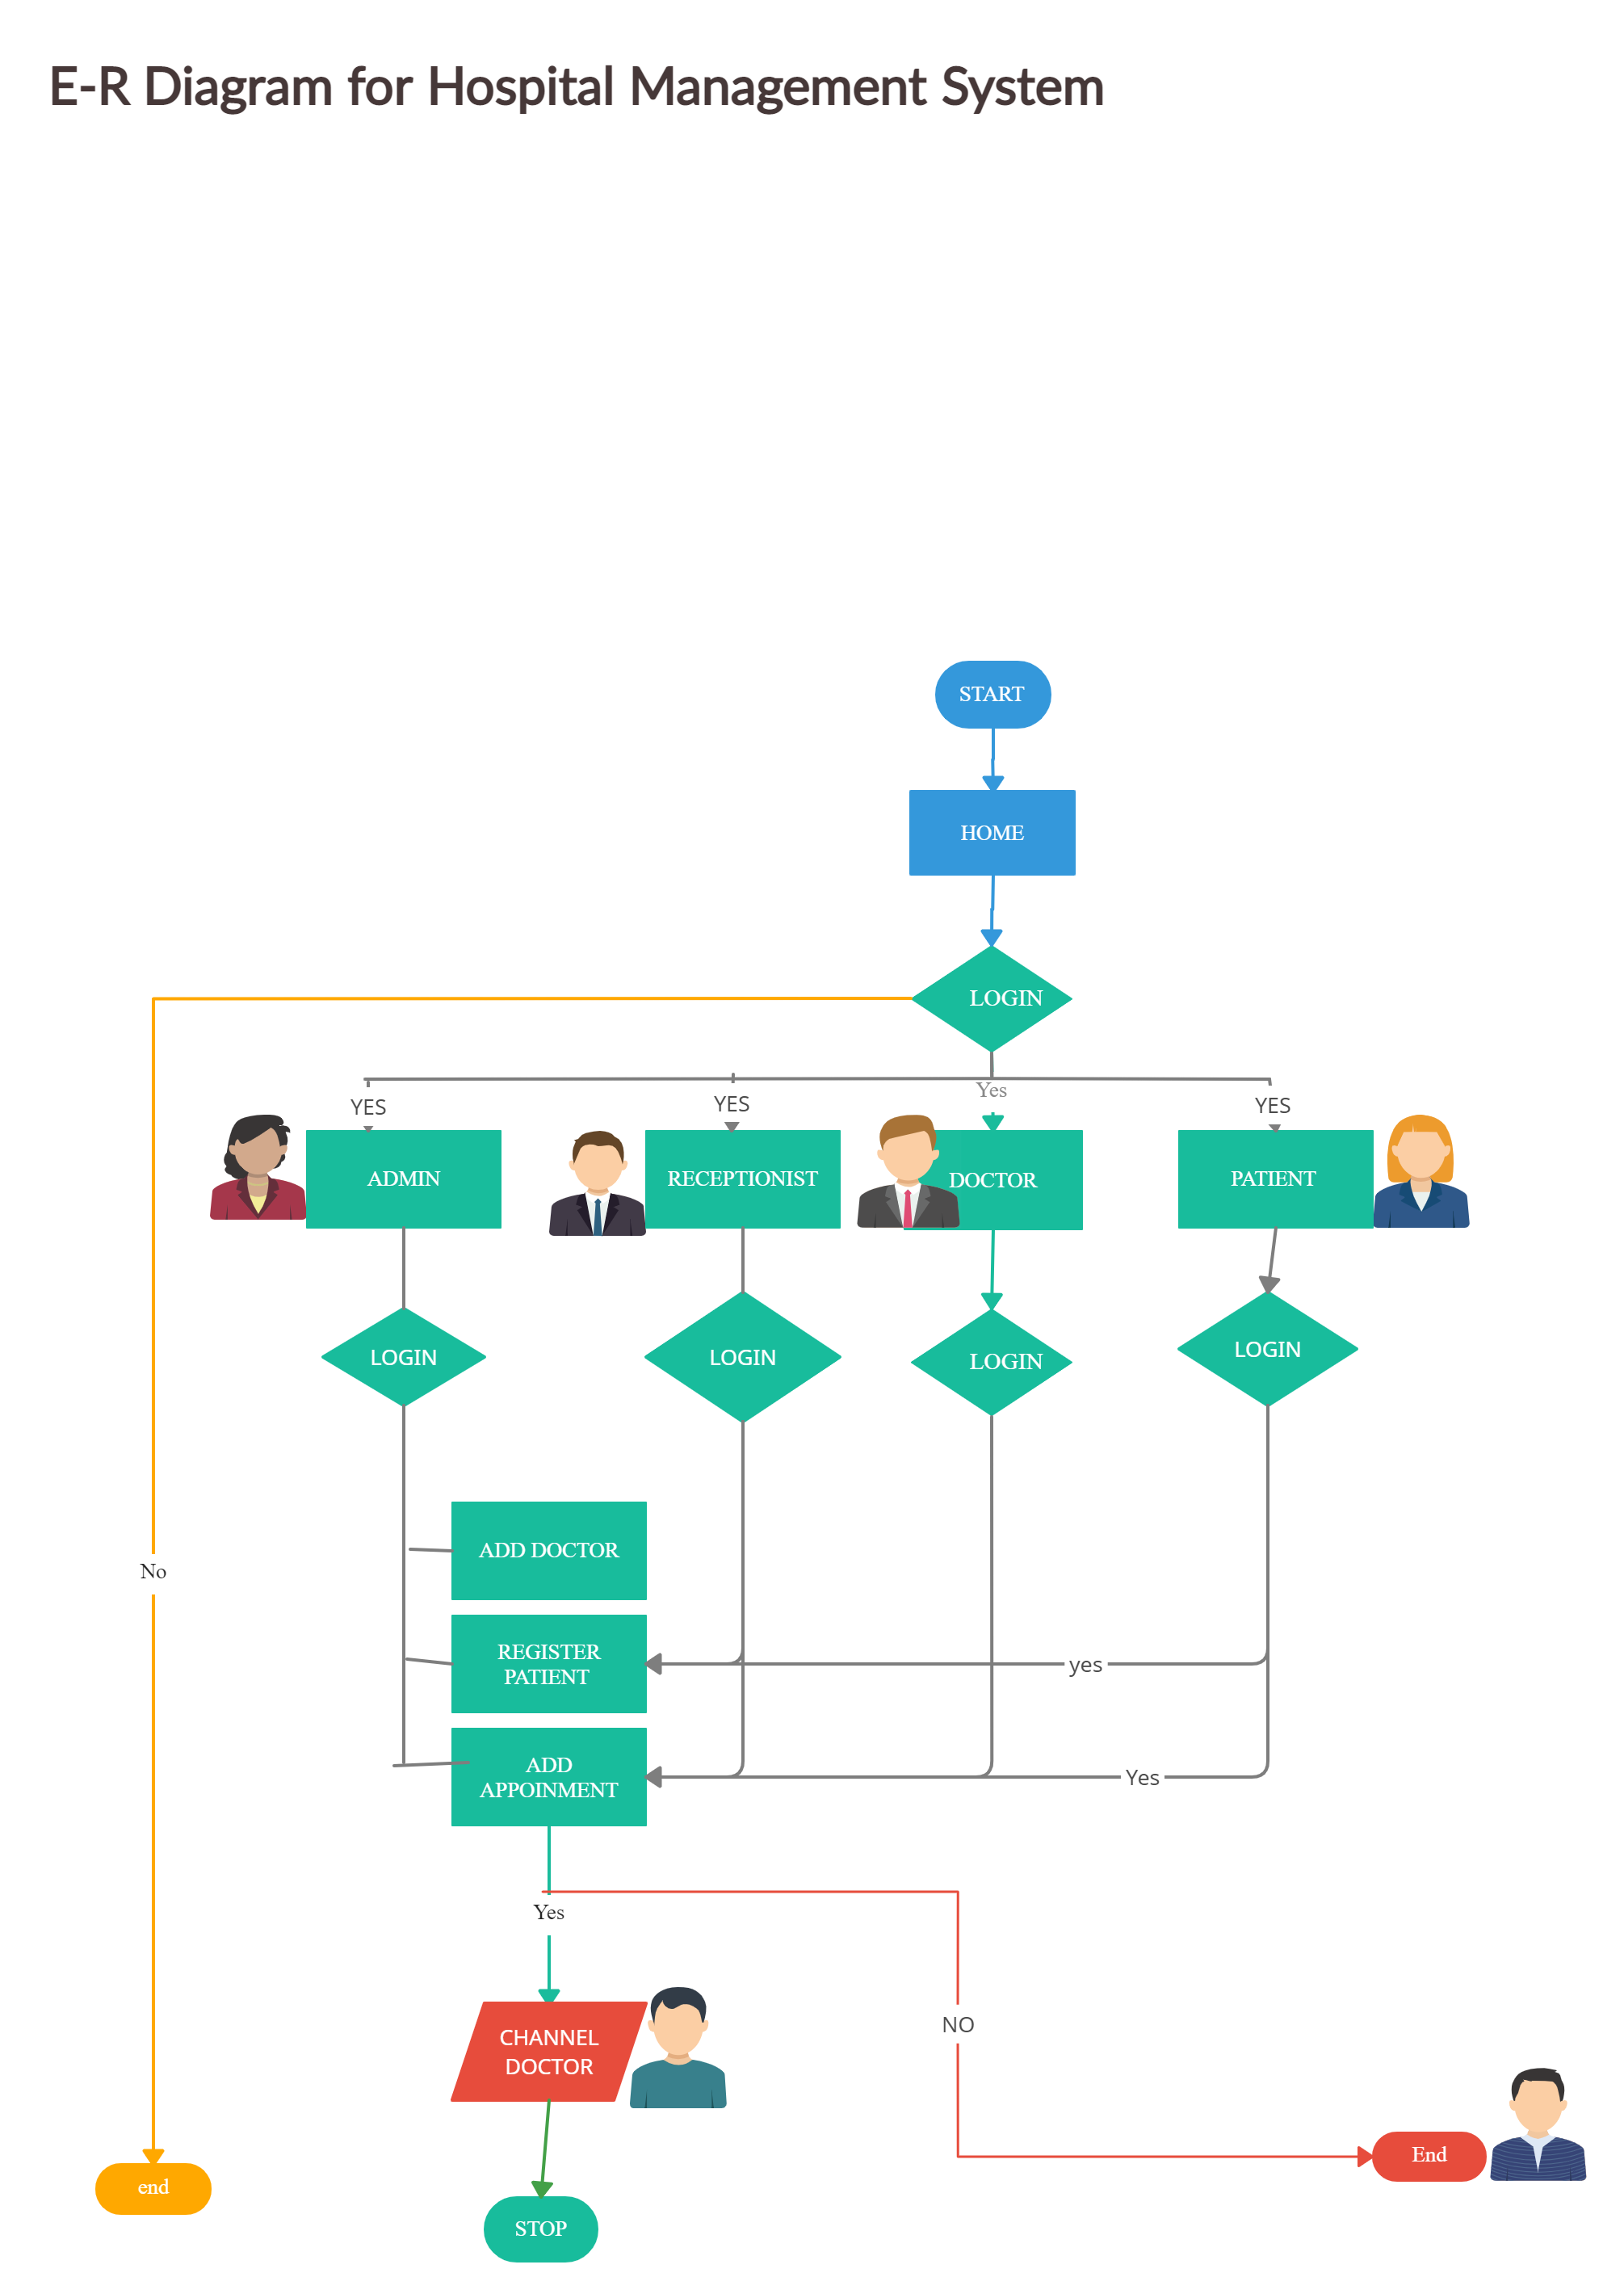 E-R Diagram for Hospital Management System
START
HOME
LOGIN
Yes
YES
YES
YES
ADMIN
RECEPTIONIST
DOCTOR
PATIENT
LOGIN
LOGIN
LOGIN
LOGIN
ADD DOCTOR
No
REGISTER
PATIENT
yes
ADD
APPOINMENT
Yes
Yes
NO
CHANNEL
DOCTOR
End
end
STOP